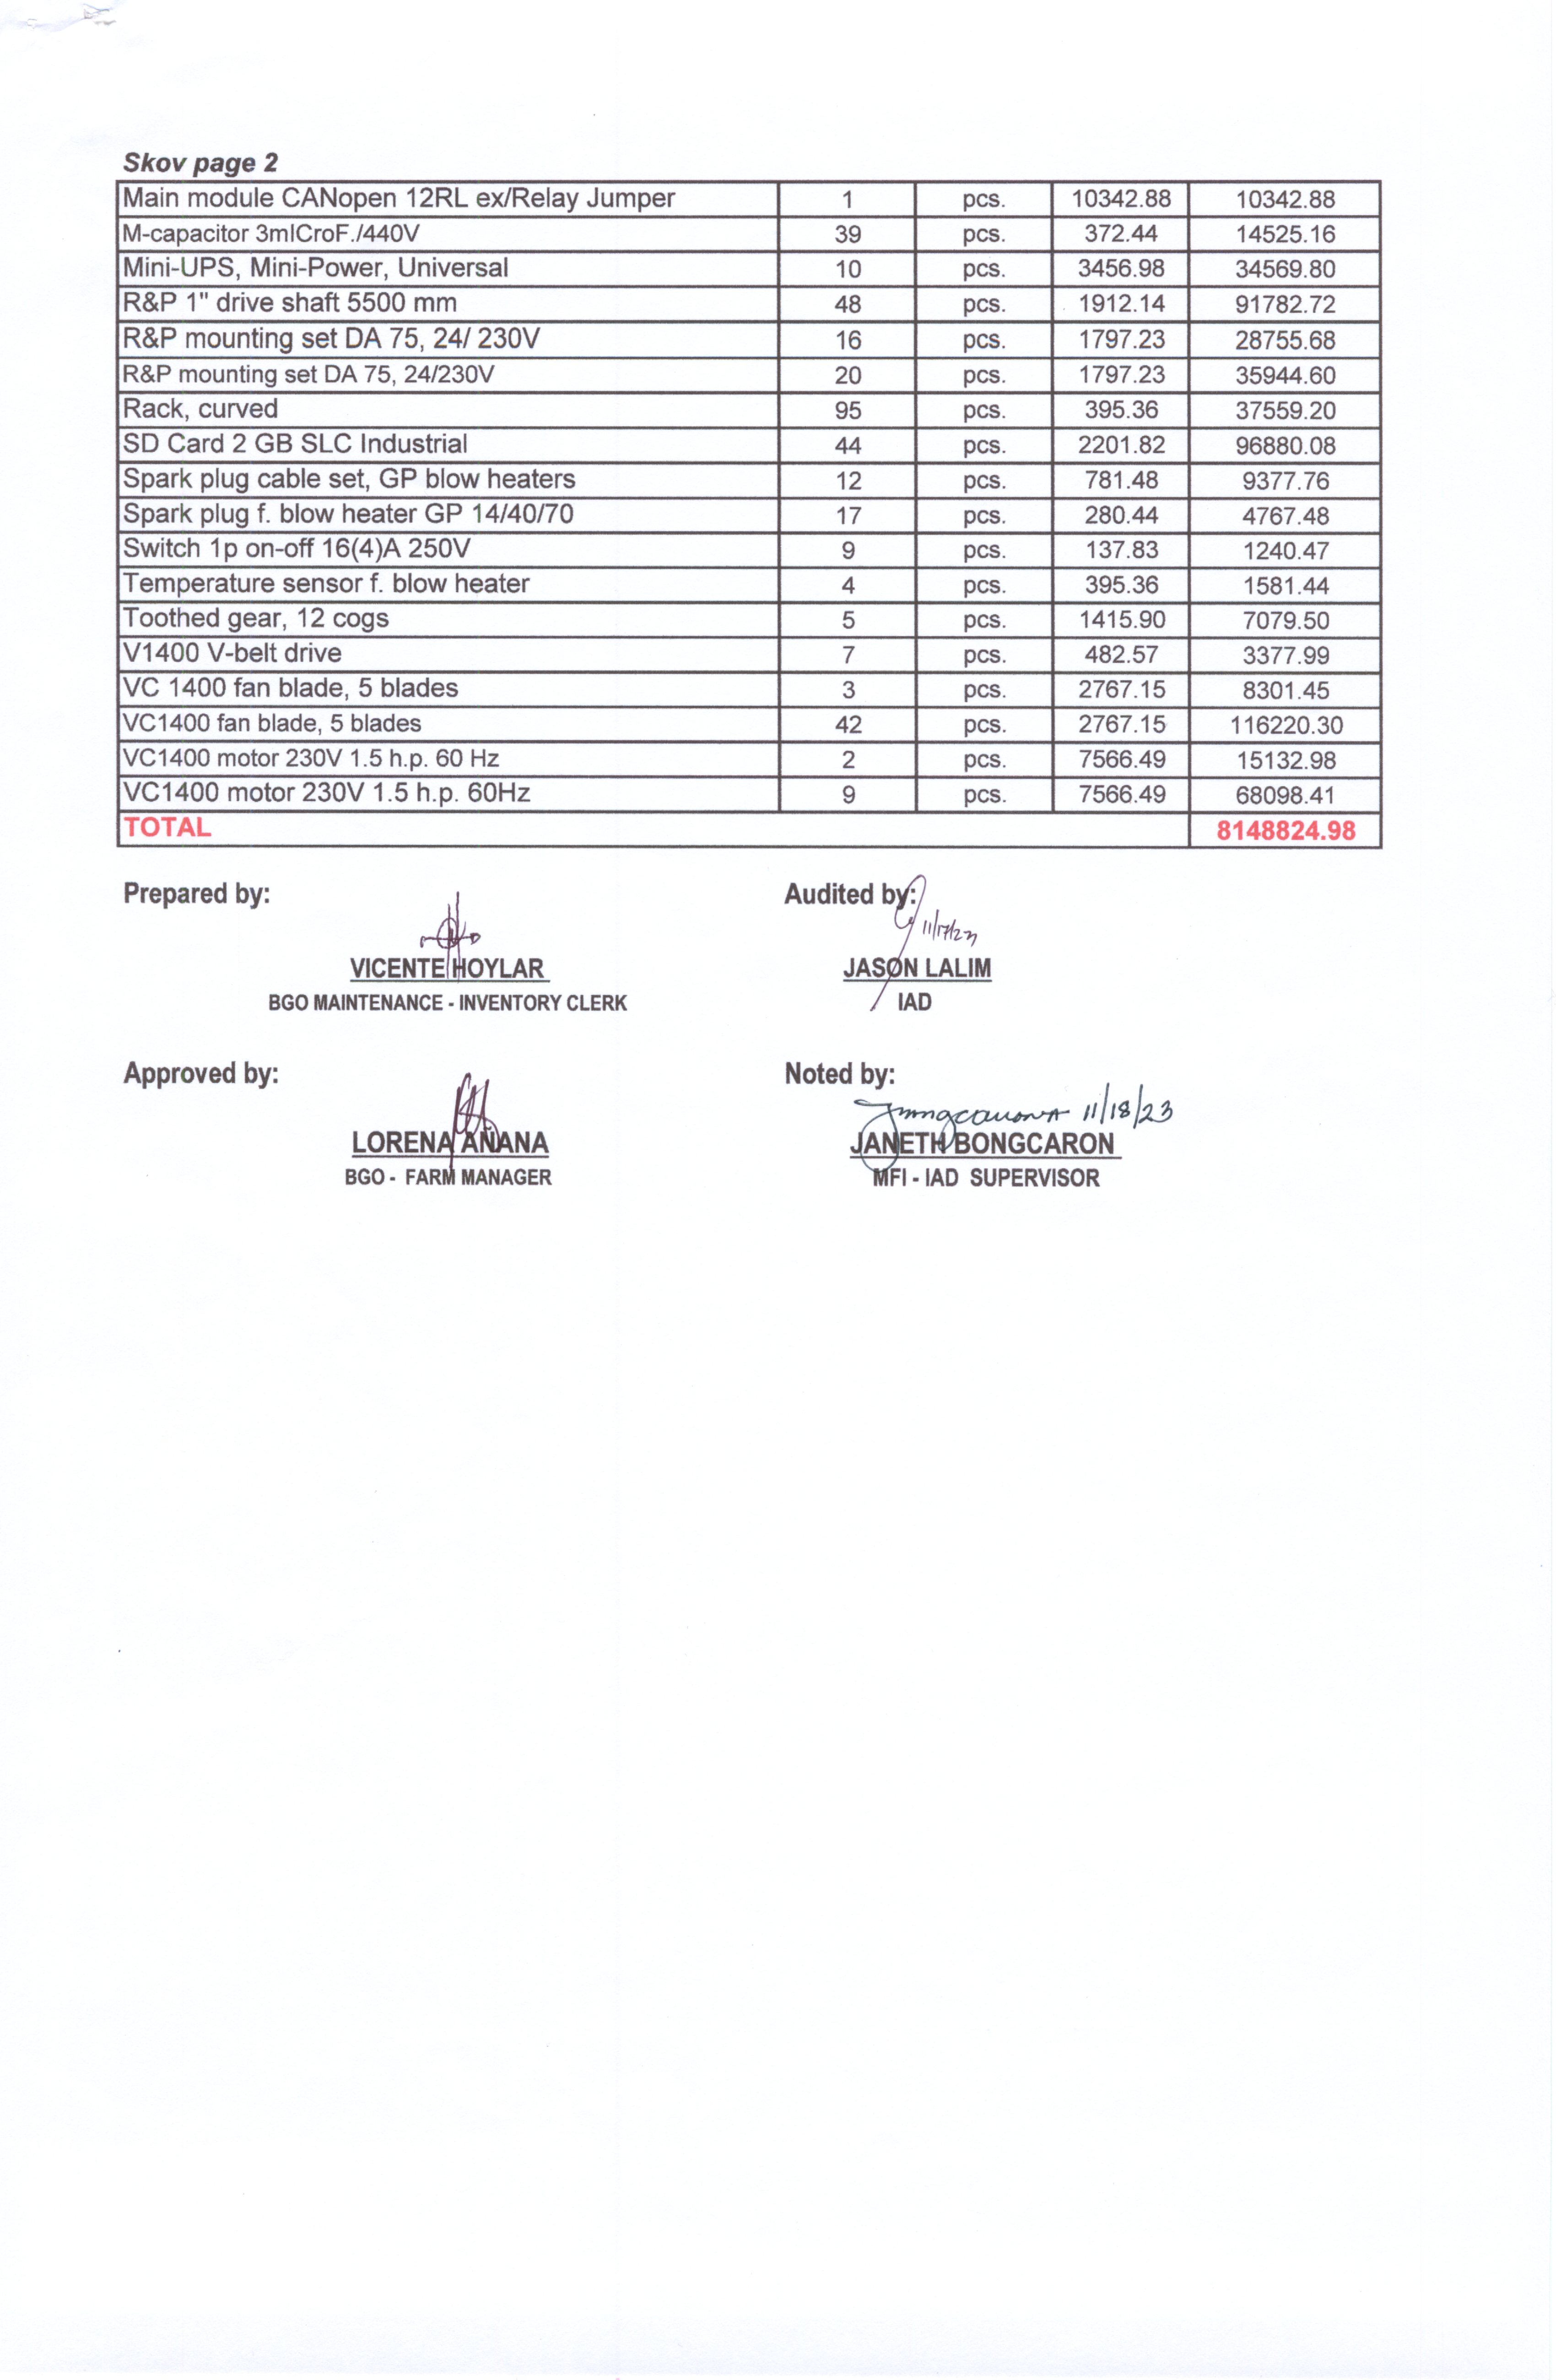 Skov page 2
Main module CANopen 12RL ex/Relay Jumper 1 pcs. 10342.88 10342.88
M-capacitor 3mICroF./440V 39 pcs. 372.44 14525.16
Mini-UPS, Mini-Power, Universal 10 pcs. 3456.98 34569.80
R&P 1" drive shaft 5500 mm 48 pcs. 1912.14 91782.72
R&P mounting set DA 75, 24/ 230V 16 pcs. 1797.23 28755.68
R&P mounting set DA 75, 24/230V 20 pcs. 1797.23 35944.60
Rack, curved 95 pcs. 395.36 37559.20
SD Card 2 GB SLC Industrial 44 pcs. 2201.82 96880.08
Spark plug cable set, GP blow heaters 12 pcs. 781.48 9377.76
Spark plug f. blow heater GP 14/40/70 17 pcs. 280.44 4767.48
Switch 1p on-off 16(4)A 250V 9 pcs. 137.83 1240.47
Temperature sensor f. blow heater 4 pcs. 395.36 1581.44
Toothed gear, 12 cogs 5 pcs. 1415.90 7079.50
V1400 V-belt drive 7 pcs. 482.57 3377.99
VC 1400 fan blade, 5 blades 3 pcs. 2767.15 8301.45
VC1400 fan blade, 5 blades 42 pcs. 2767.15 116220.30
VC1400 motor 230V 1.5 h.p. 60 Hz 2 pcs. 7566.49 15132.98
VC1400 motor 230V 1.5 h.p. 60Hz 9 pcs. 7566.49 68098.41
TOTAL 8148824.98
Prepared by: Audited by:
11/17/23
VICENTE HOYLAR JASON LALIM
BGO MAINTENANCE - INVENTORY CLERK IAD
Approved by: Noted by:
11/18/23
LORENA AÑANA JANETH BONGCARON
BGO - FARM MANAGER MFI - IAD SUPERVISOR